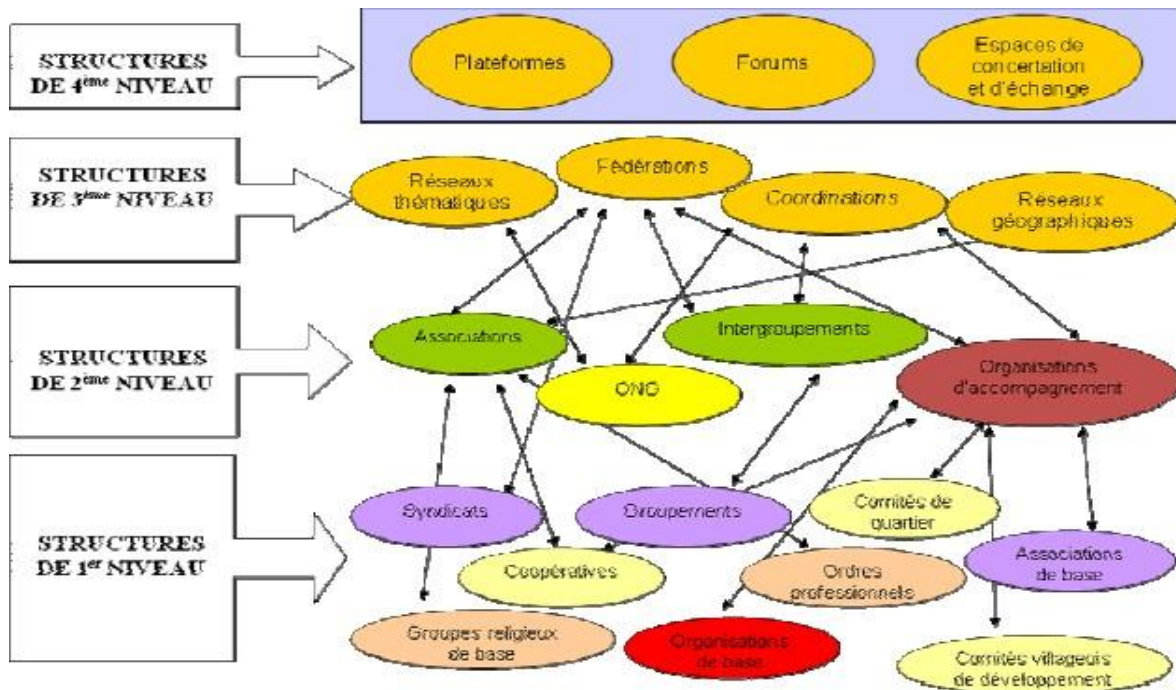 STRUCTURES
DE 4ème NIVEAU
Plateformes
Forums
Espaces de
concertation
et d'échange
STRUCTURES
DE 3ème NIVEAU
Réseaux
thématiques
Fédérations
Coordinations
Réseaux
géographiques
STRUCTURES
DE 2ème NIVEAU
Associations
ONG
Intergroupements
Organisations
d'accompagnement
STRUCTURES
DE 1er NIVEAU
Syndicats
Groupements
Comités de
quartier
Coopératives
Ordres
professionnels
Associations
de base
Groupes religieux
de base
Organisations
de base
Comités villageois
de développement